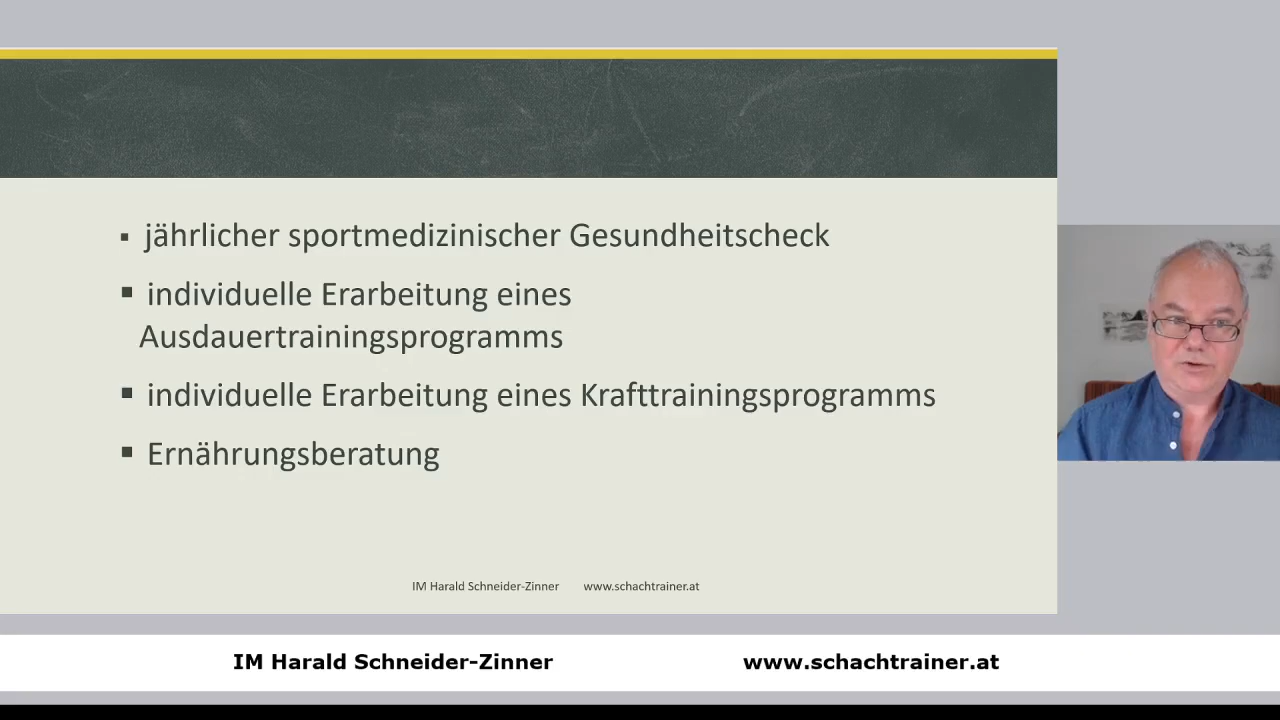 ▪ jährlicher sportmedizinischer Gesundheitscheck
▪ individuelle Erarbeitung eines
Ausdauertrainingsprogramms
▪ individuelle Erarbeitung eines Krafttrainingsprogramms
▪ Ernährungsberatung
IM Harald Schneider-Zinner www.schachtrainer.at
IM Harald Schneider-Zinner www.schachtrainer.at